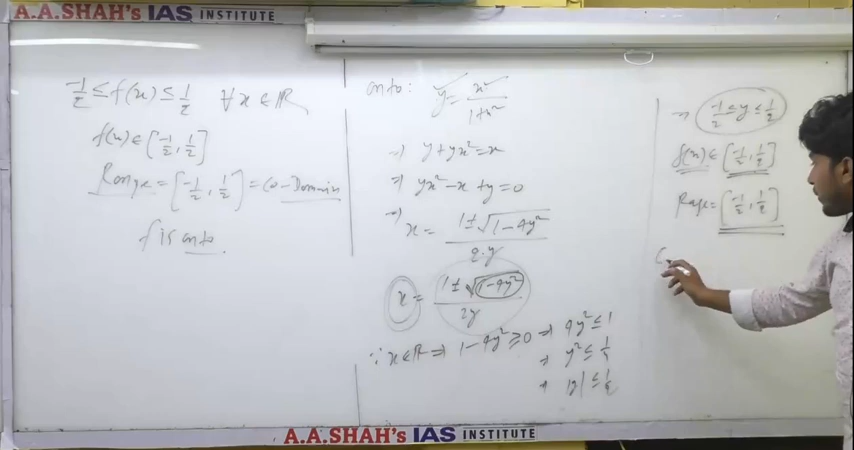 A.A.SHAH's IAS INSTITUTE
-1/2 ≤ f(x) ≤ 1/2 ∀x ∈ ℝ
f(x) ∈ [-1/2, 1/2]
Range = [-1/2, 1/2] = Co-Domain
f is onto.
onto: y = x²/1+x²
→ y+yx² = x
⇒ yx² - x + y = 0
→ x = 1±√1-4y² / 2.y
x = 1±√1-4y² / 2y
∵ x∈ℝ ⇒ 1-4y² ≥ 0 ⇒ 4y² ≤ 1
⇒ y² ≤ 1/4
⇒ |y| ≤ 1/2
→ -1/2 ≤ y ≤ 1/2
f(x) ∈ [-1/2, 1/2]
Range = [-1/2, 1/2]
A.A.SHAH's IAS INSTITUTE